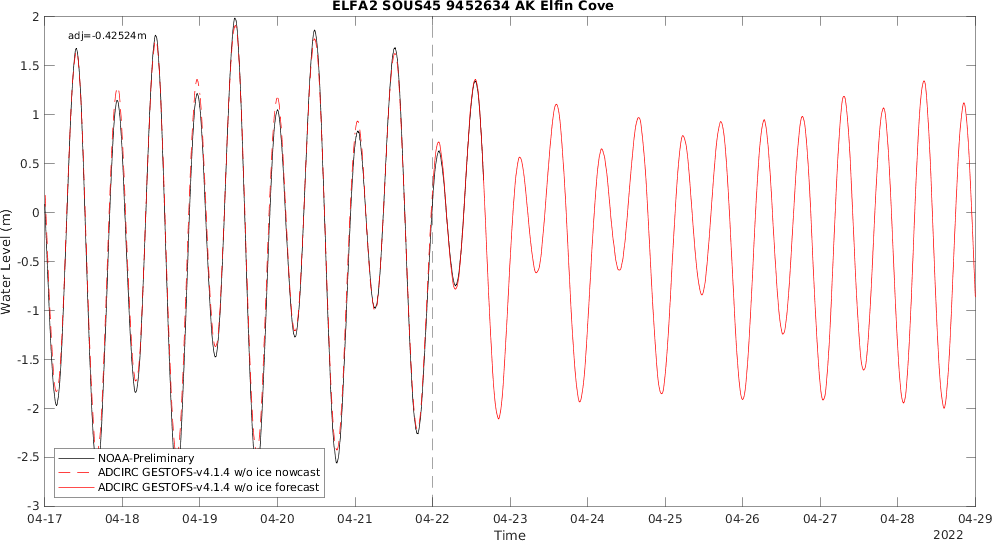 ELFA2 SOUS45 9452634 AK Elfin Cove
adj=-0.42524m
2
1.5
1
0.5
0
-0.5
-1
-1.5
-2
-2.5
-3
Water Level (m)
NOAA-Preliminary
ADCIRC GESTOFS-v4.1.4 w/o ice nowcast
ADCIRC GESTOFS-v4.1.4 w/o ice forecast
04-17 04-18 04-19 04-20 04-21 04-22 04-23 04-24 04-25 04-26 04-27 04-28 04-29
Time
2022